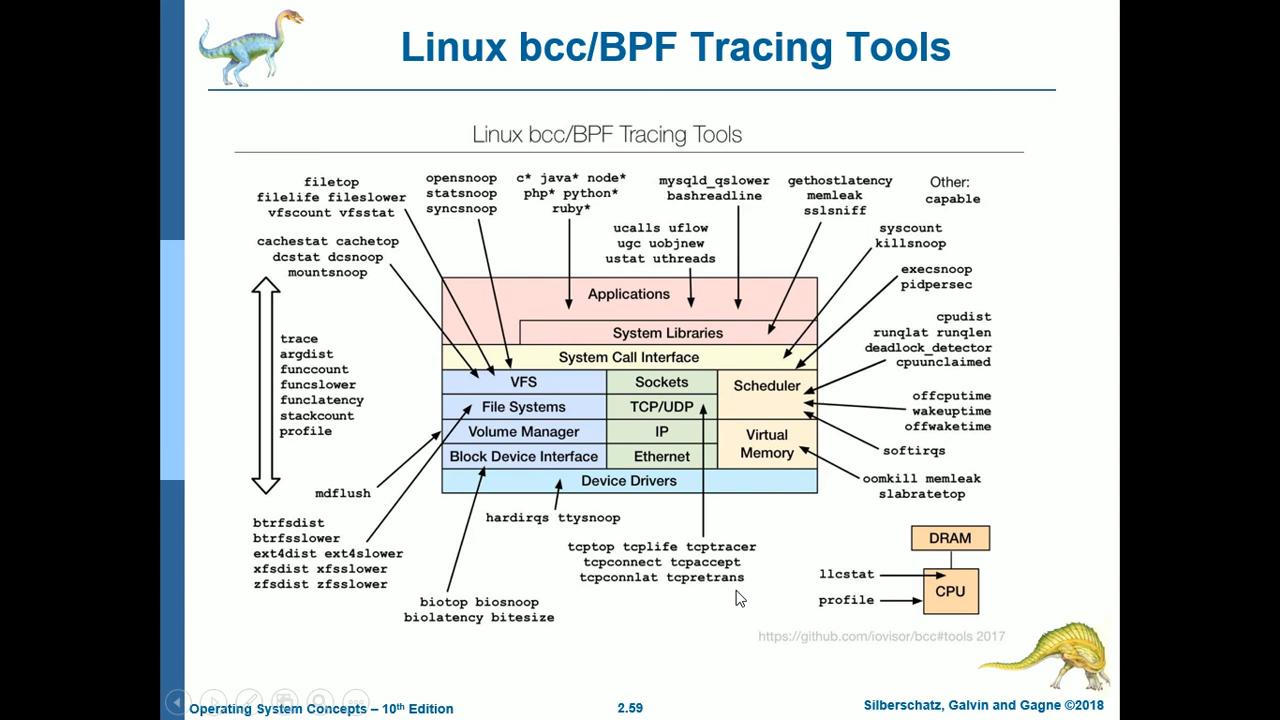 Linux bcc/BPF Tracing Tools
Linux bcc/BPF Tracing Tools
filetop
filelife fileslower
vfscount vfsstat
opensnoop
statsnoop
syncsnoop
c* java* node*
php* python*
ruby*
mysqld_qslower
bashreadline
gethostlatency
memleak
sslsniff
Other:
capable
cachestat cachetop
dcstat dcsnoop
mountsnoop
ucalls uflow
ugc uobjnew
ustat uthreads
syscount
killsnoop
execsnoop
pidpersec
trace
argdist
funccount
funcslower
funclatency
stackcount
profile
Applications
System Libraries
System Call Interface
VFS
Sockets
Scheduler
File Systems
TCP/UDP
Volume Manager
IP
Virtual
Memory
Block Device Interface
Ethernet
Device Drivers
cpudist
runqlat runqlen
deadlock_detector
cpuunclaimed
offcputime
wakeuptime
offwaketime
softirqs
oomkill memleak
slabratetop
mdflush
hardirqs ttysnoop
btrfsdist
btrfsslower
ext4dist ext4slower
xfsdist xfsslower
zfsdist zfsslower
biotop biosnoop
biolatency bitesize
tcptop tcplife tcptracer
tcpconnect tcpaccept
tcpconnlat tcpretrans
DRAM
llcstat
CPU
profile
https://github.com/iovisor/bcc#tools 2017
Operating System Concepts – 10th Edition
2.59
Silberschatz, Galvin and Gagne ©2018